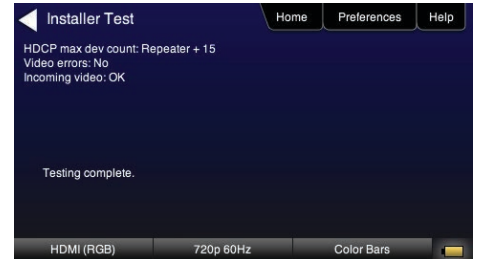 Installer Test
Home
Preferences
Help
HDCP max dev count: Repeater + 15
Video errors: No
Incoming video: OK
Testing complete.
HDMI (RGB)
720p 60Hz
Color Bars